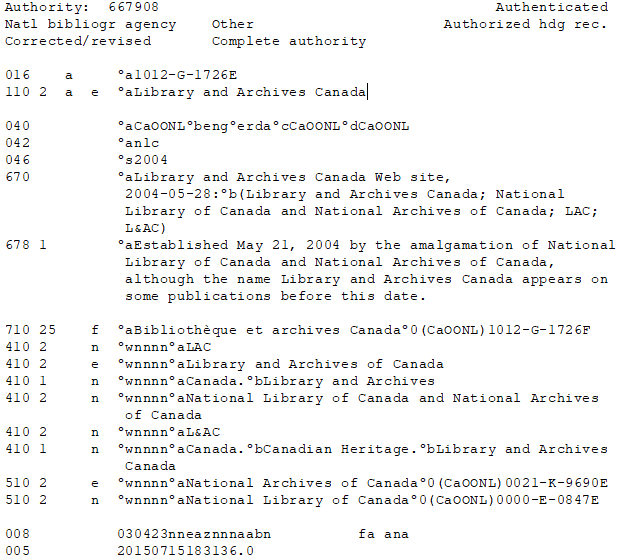 Authority: 667908 Authenticated
Natl bibliogr agency Other Authorized hdg rec.
Corrected/revised Complete authority
016 a °a1012-G-1726E
110 2 a e °aLibrary and Archives Canada
040 °aCaOONL°beng°erda°cCaOONL°dCaOONL
042 °anlc
046 °s2004
670 °aLibrary and Archives Canada Web site,
2004-05-28:°b(Library and Archives Canada; National
Library of Canada and National Archives of Canada; LAC;
L&AC)
678 1 °aEstablished May 21, 2004 by the amalgamation of National
Library of Canada and National Archives of Canada,
although the name Library and Archives Canada appears on
some publications before this date.
710 25 f °aBibliothèque et archives Canada°0(CaOONL)1012-G-1726F
410 2 n °wnnnn°aLAC
410 2 e °wnnnn°aLibrary and Archives of Canada
410 1 n °wnnnn°aCanada.°bLibrary and Archives
410 2 n °wnnnn°aNational Library of Canada and National Archives
of Canada
410 2 n °wnnnn°aL&AC
410 1 n °wnnnn°aCanada.°bCanadian Heritage.°bLibrary and Archives
Canada
510 2 e °wnnnn°aNational Archives of Canada°0(CaOONL)0021-K-9690E
510 2 n °wnnnn°aNational Library of Canada°0(CaOONL)0000-E-0847E
008 030423nneaznnnaabn fa ana
005 20150715183136.0